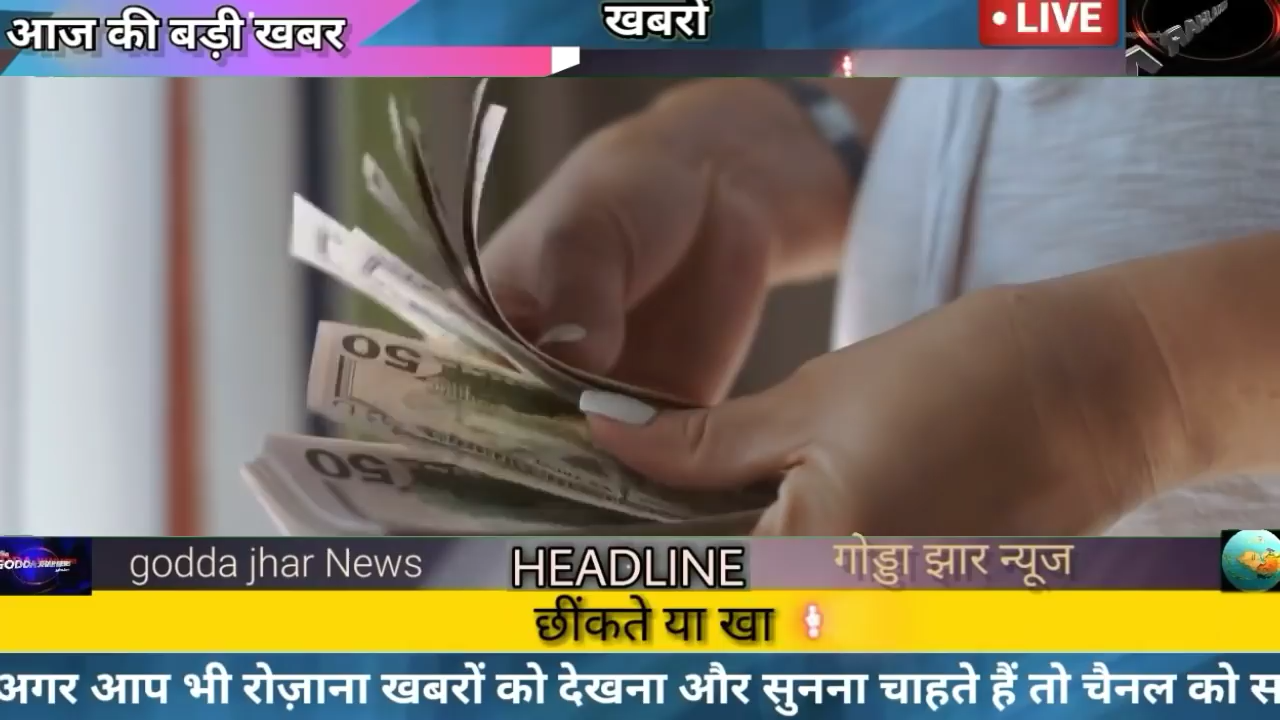 आज की बड़ी खबर
खबरों
• LIVE
50
50
godda jhar News
HEADLINE
गोड्डा झार न्यूज
छींकते या खा
अगर आप भी रोज़ाना खबरों को देखना और सुनना चाहते हैं तो चैनल को स